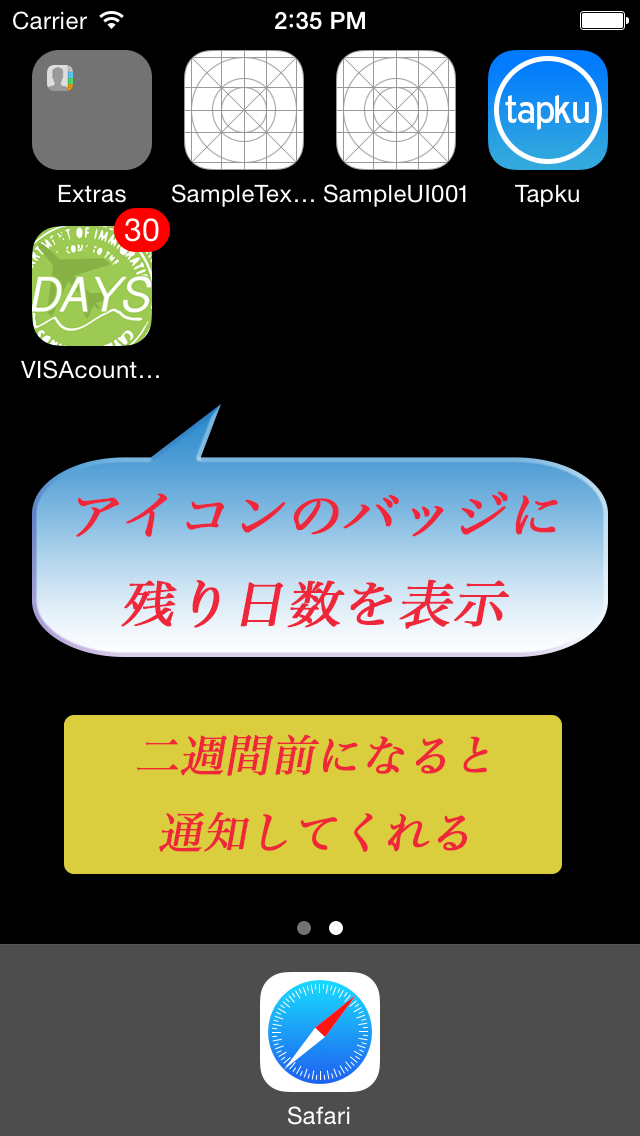 Carrier 2:35 PM
tapku
Extras SampleTex... SampleUI001 Tapku
30
DAYS
VISAcount...
アイコンのバッジに
残り日数を表示
二週間前になると
通知してくれる
Safari